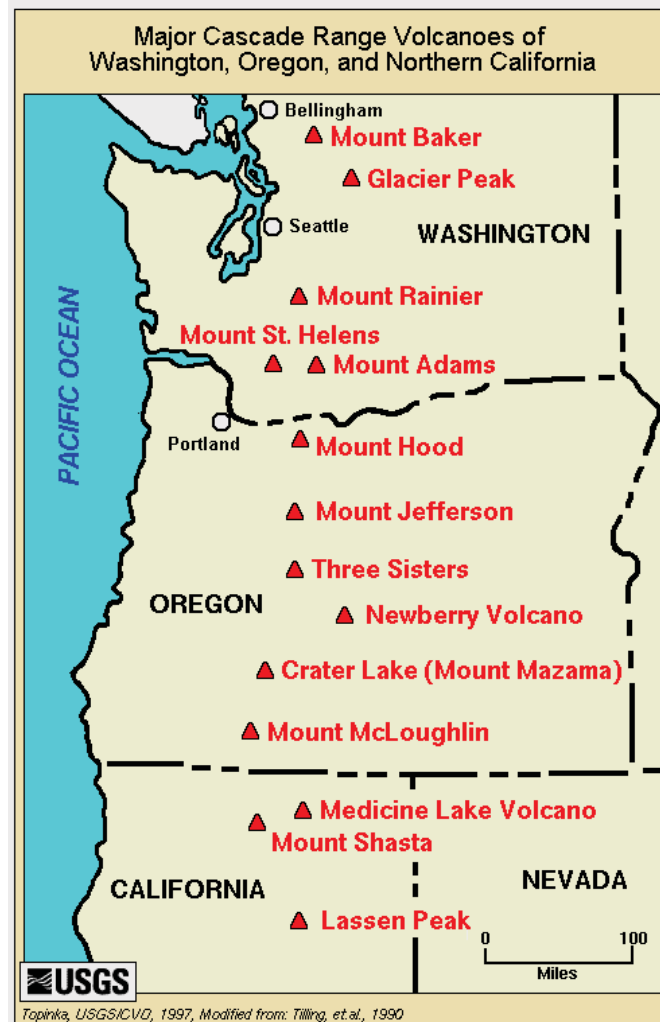 Major Cascade Range Volcanoes of
Washington, Oregon, and Northern California
Bellingham
Mount Baker
Glacier Peak
Seattle
WASHINGTON
Mount Rainier
PACIFIC OCEAN
Mount St. Helens
Mount Adams
Portland
Mount Hood
Mount Jefferson
Three Sisters
OREGON
Newberry Volcano
Crater Lake (Mount Mazama)
Mount McLoughlin
Medicine Lake Volcano
Mount Shasta
CALIFORNIA
NEVADA
Lassen Peak
0 100
Miles
USGS
Topinka, USGS/CVO, 1997, Modified from: Tilling, et.al., 1990